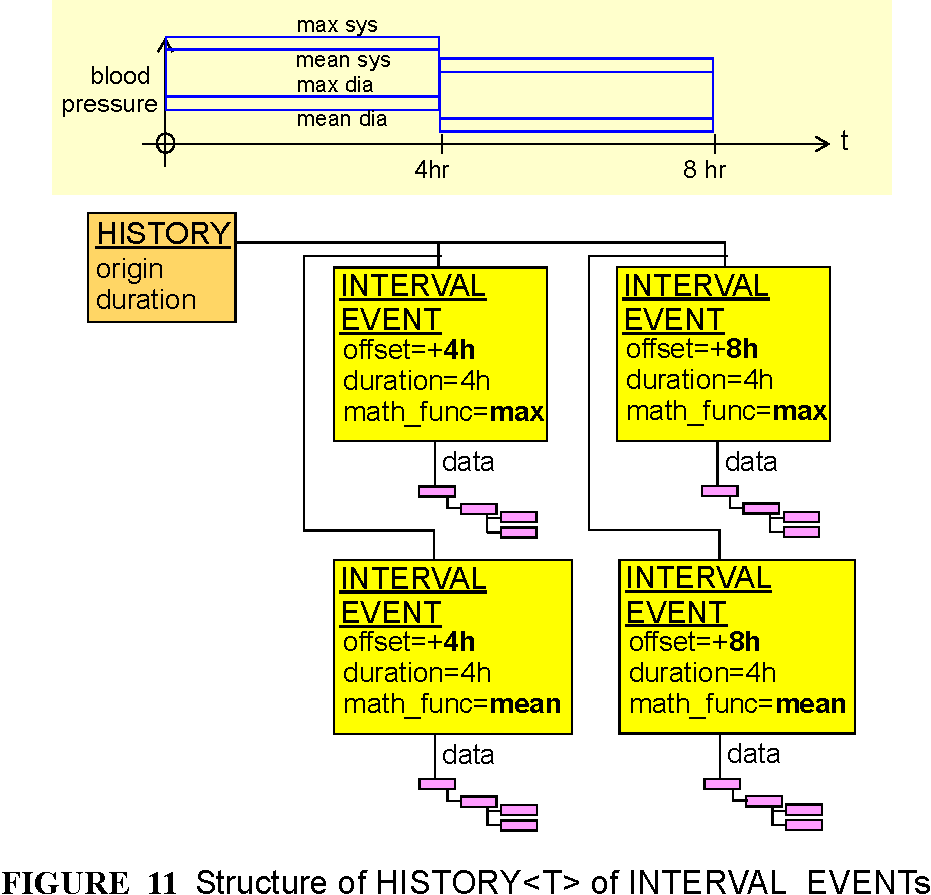 max sys
mean sys
blood
pressure
max dia
mean dia
t
4hr
8 hr
HISTORY
origin
duration
INTERVAL
EVENT
offset=+4h
duration=4h
math_func=max
data
INTERVAL
EVENT
offset=+8h
duration=4h
math_func=max
data
INTERVAL
EVENT
offset=+4h
duration=4h
math_func=mean
data
INTERVAL
EVENT
offset=+8h
duration=4h
math_func=mean
data
FIGURE 11 Structure of HISTORY<T> of INTERVAL_EVENTs